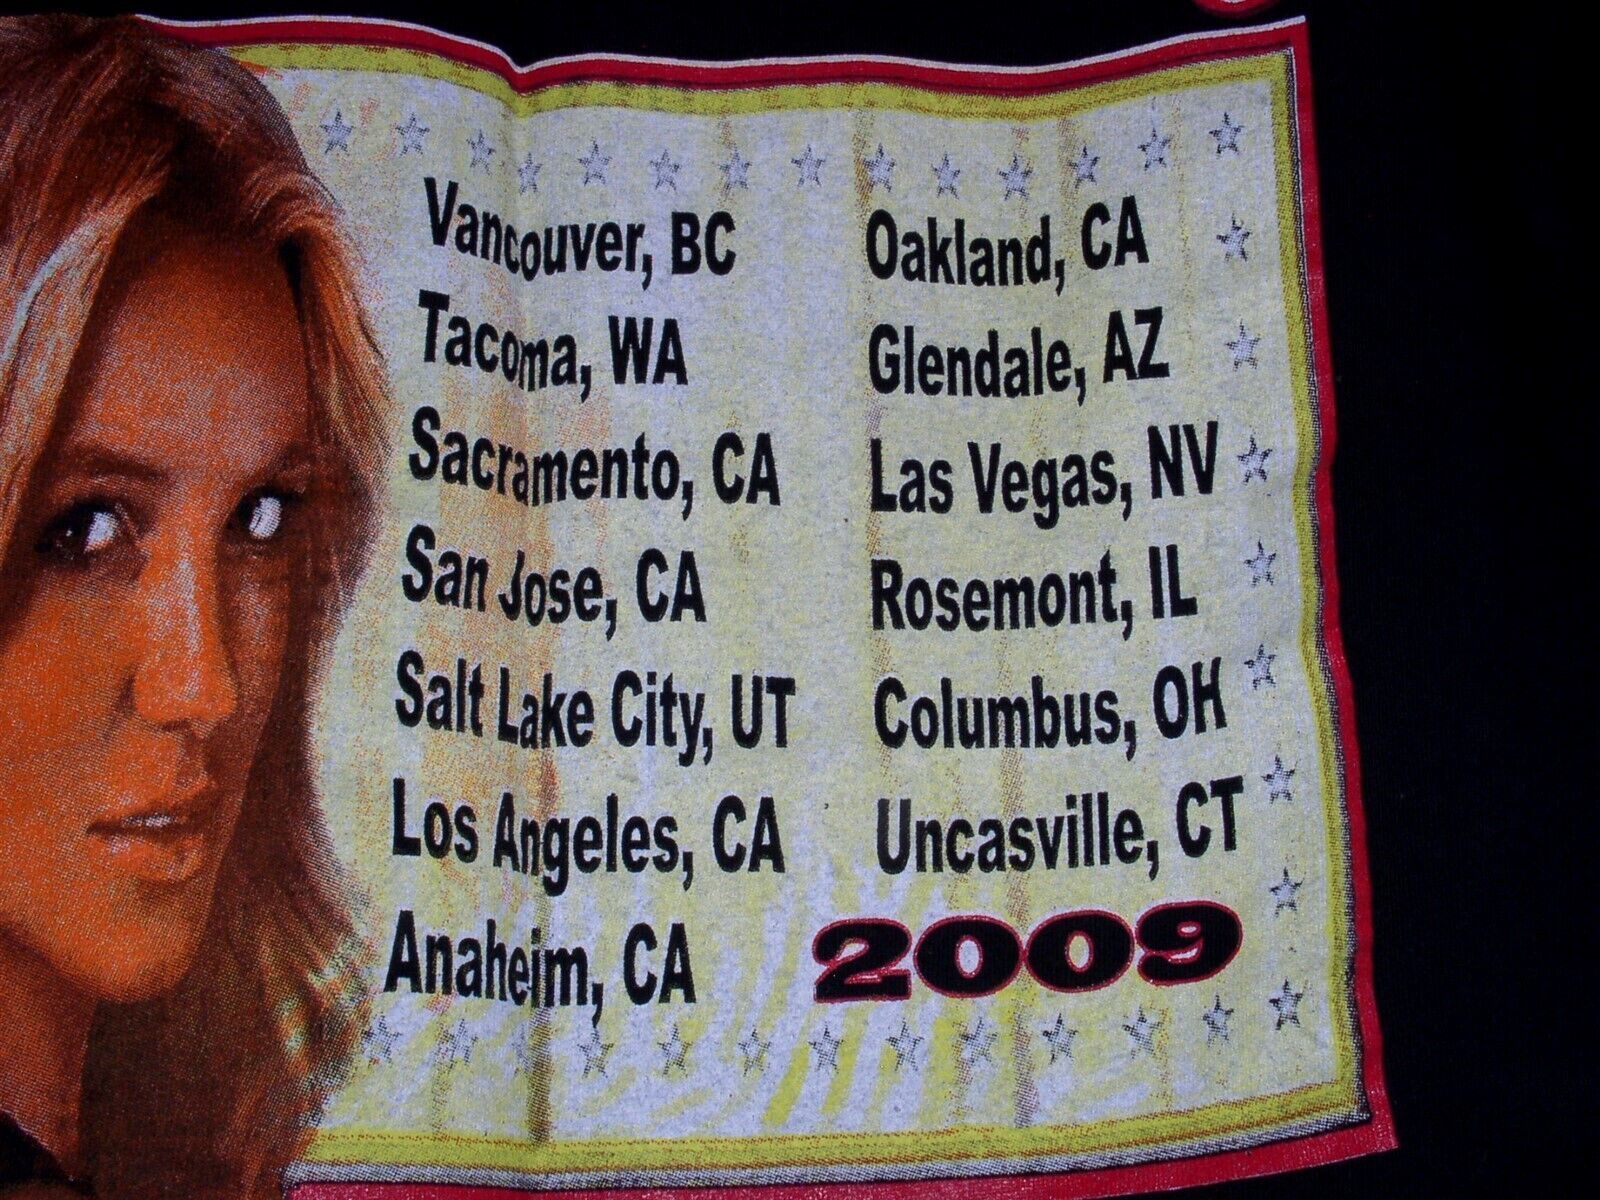 Vancouver, BC
Tacoma, WA
Sacramento, CA
San Jose, CA
Salt Lake City, UT
Los Angeles, CA
Anaheim, CA
Oakland, CA
Glendale, AZ
Las Vegas, NV
Rosemont, IL
Columbus, OH
Uncasville, CT
2009